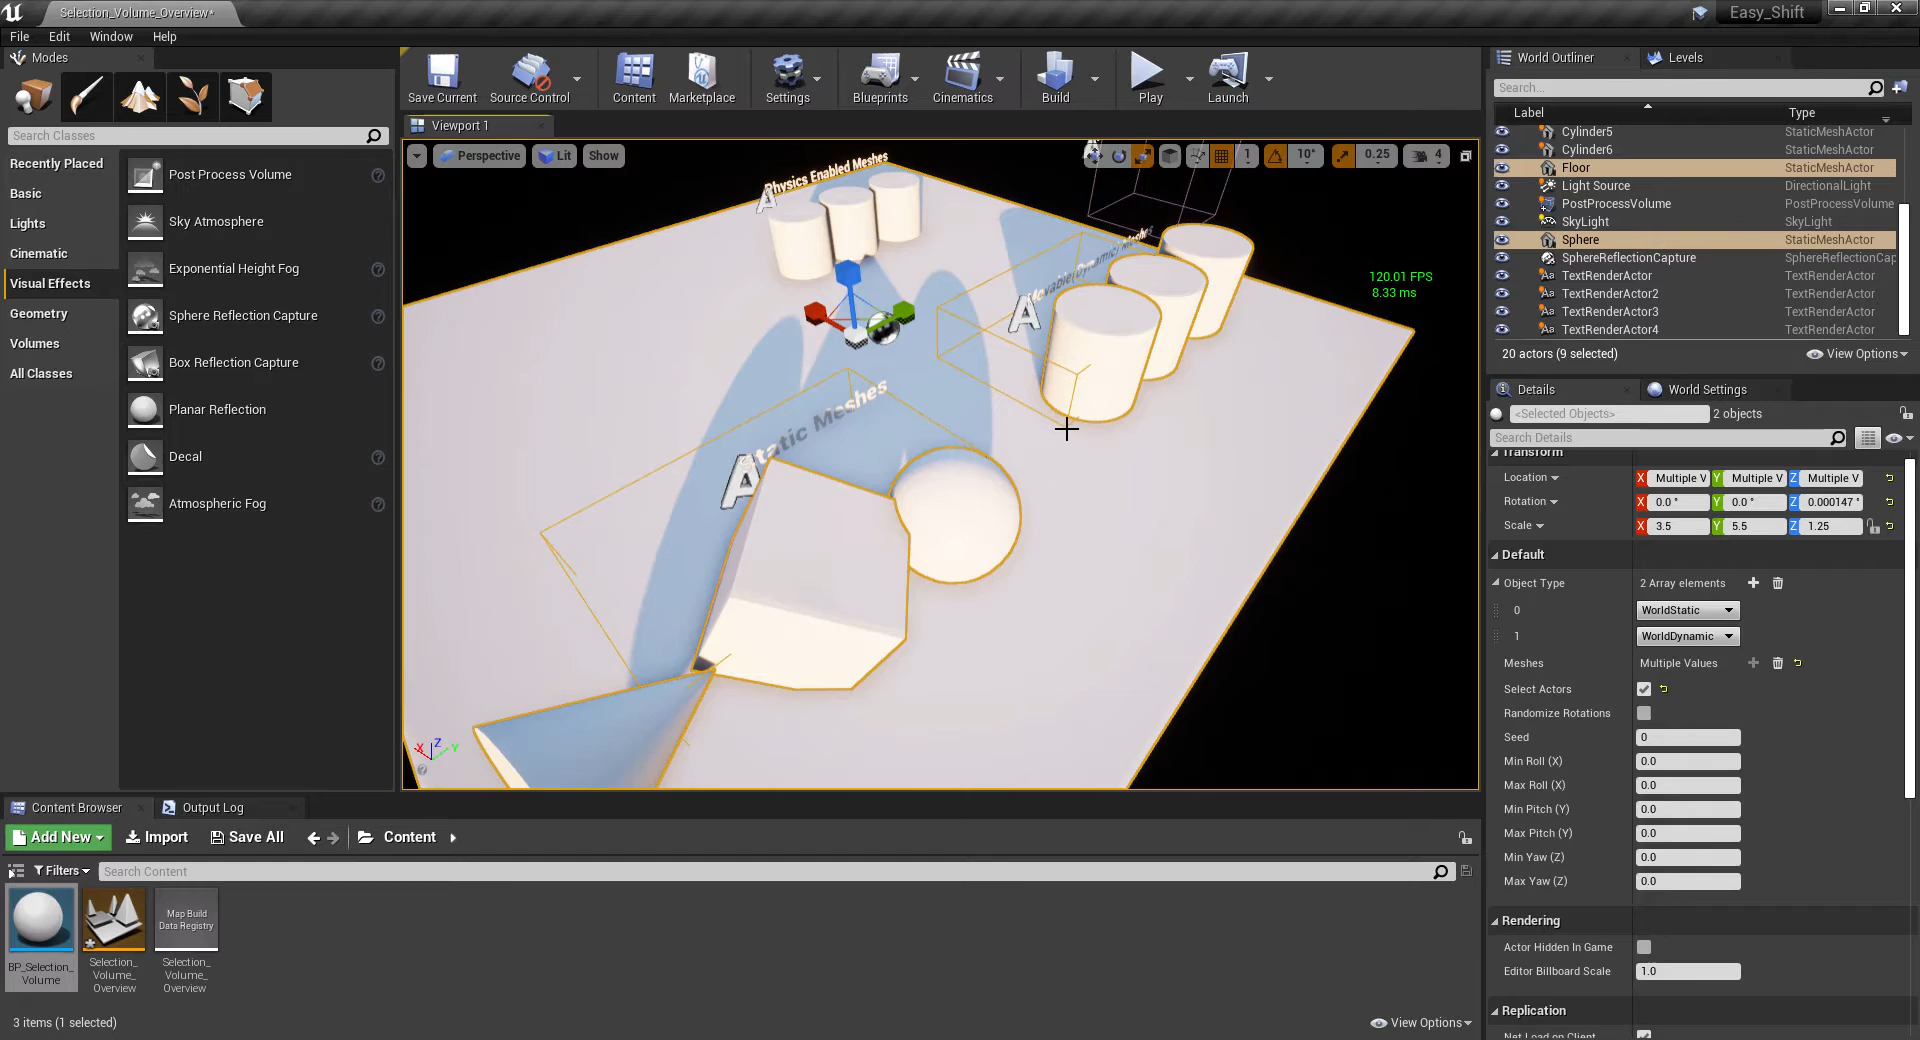 Selection_Volume_Overview*
Easy_Shift
File Edit Window Help
Modes
Search Classes
Recently Placed
Basic
Lights
Cinematic
Visual Effects
Geometry
Volumes
All Classes
Post Process Volume
Sky Atmosphere
Exponential Height Fog
Sphere Reflection Capture
Box Reflection Capture
Planar Reflection
Decal
Atmospheric Fog
Save Current
Source Control
Content
Marketplace
Settings
Blueprints
Cinematics
Build
Play
Launch
Viewport 1
Perspective Lit Show
1 10° 0.25 4
Physics Enabled Meshes
Movable(Dynamic) Meshes
Static Meshes
120.01 FPS
8.33 ms
X Z Y
World Outliner Levels
Search...
Label Type
Cylinder5 StaticMeshActor
Cylinder6 StaticMeshActor
Floor StaticMeshActor
Light Source DirectionalLight
PostProcessVolume PostProcessVolume
SkyLight SkyLight
Sphere StaticMeshActor
SphereReflectionCapture SphereReflectionCap
TextRenderActor TextRenderActor
TextRenderActor2 TextRenderActor
TextRenderActor3 TextRenderActor
TextRenderActor4 TextRenderActor
20 actors (9 selected) View Options
Details World Settings
<Selected Objects> 2 objects
Search Details
Transform
Location X Multiple V Y Multiple V Z Multiple V
Rotation X 0.0 ° Y 0.0 ° Z 0.000147 °
Scale X 3.5 Y 5.5 Z 1.25
Default
Object Type 2 Array elements
0 WorldStatic
1 WorldDynamic
Meshes Multiple Values
Select Actors
Randomize Rotations
Seed 0
Min Roll (X) 0.0
Max Roll (X) 0.0
Min Pitch (Y) 0.0
Max Pitch (Y) 0.0
Min Yaw (Z) 0.0
Max Yaw (Z) 0.0
Rendering
Actor Hidden In Game
Editor Billboard Scale 1.0
Replication
Net Load on Client
Content Browser Output Log
Add New Import Save All Content
Filters Search Content
Map Build
Data Registry
BP_Selection_
Volume
Selection_
Volume_
Overview
Selection_
Volume_
Overview
3 items (1 selected) View Options